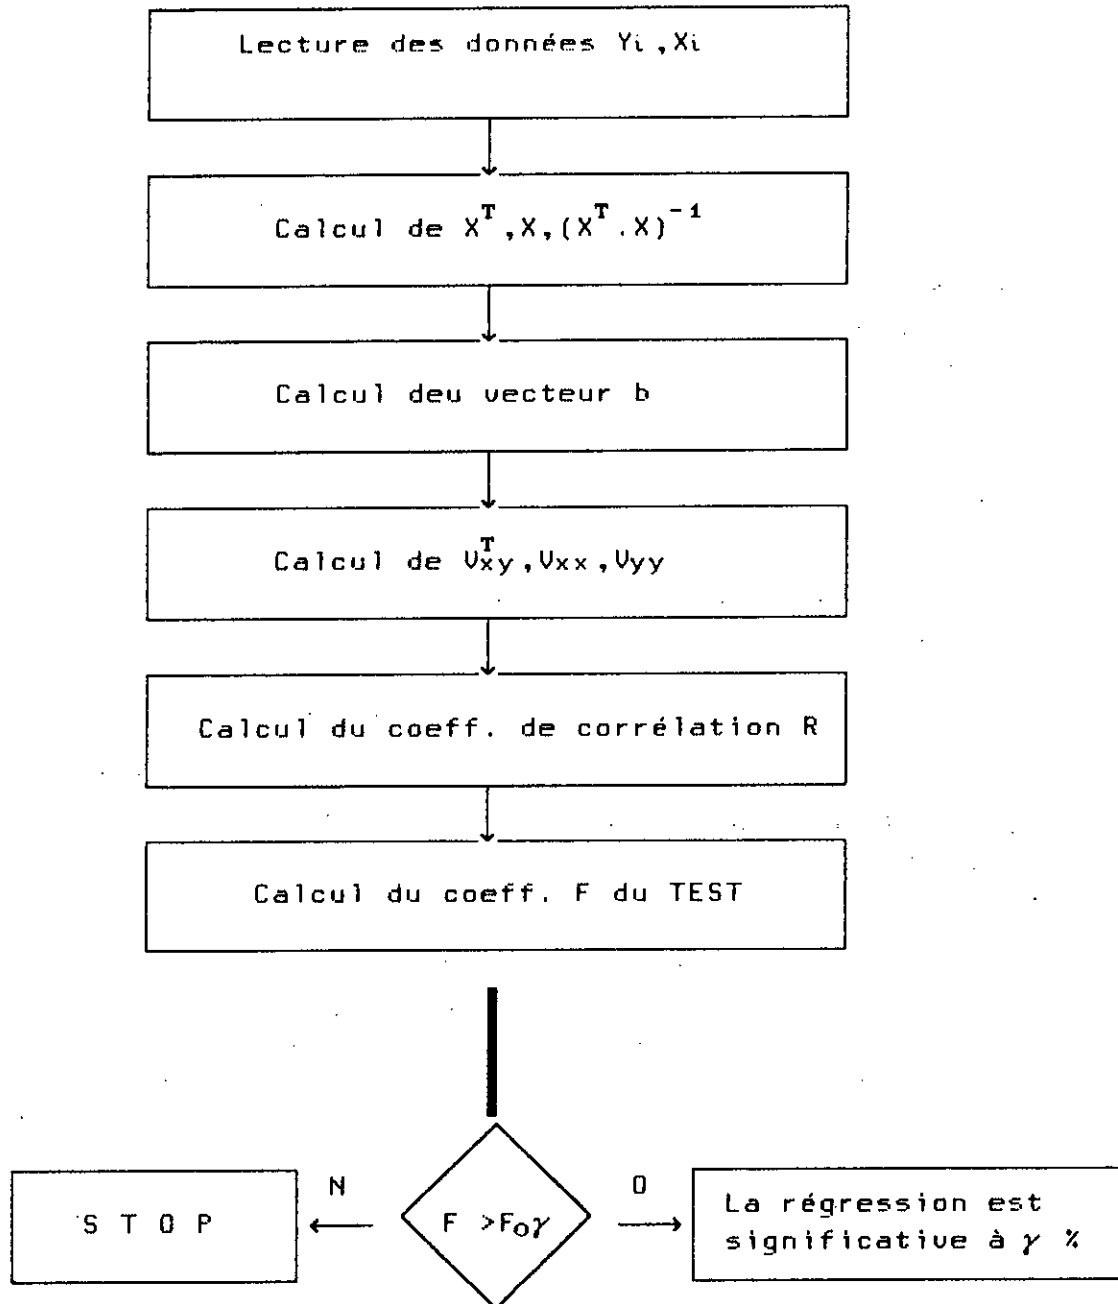 Lecture des données Yi,Xi
Calcul de X^T,X,(X^T.X)^-1
Calcul deu vecteur b
Calcul de V^T_xy,Vxx,Vyy
Calcul du coeff. de corrélation R
Calcul du coeff. F du TEST
N
O
S T O P
F >Foγ
La régression est
significative à γ %